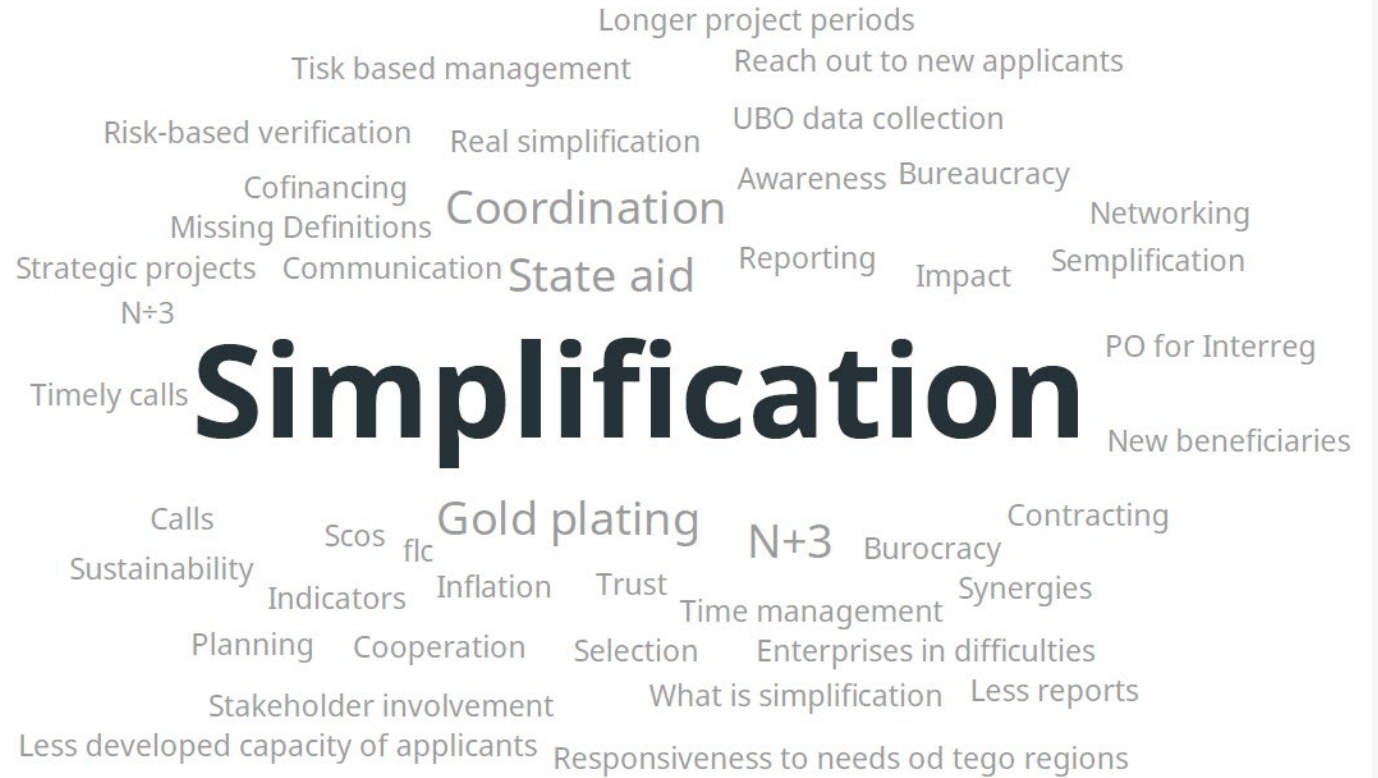 Longer project periods
Tisk based management
Reach out to new applicants
Risk-based verification
Real simplification
UBO data collection
Cofinancing
Coordination
Awareness
Bureaucracy
Missing Definitions
Networking
Strategic projects
Communication
State aid
Reporting
Impact
Semplification
N÷3
Simplification
PO for Interreg
Timely calls
New beneficiaries
Calls
Scos
flc
Gold plating
N+3
Burocracy
Contracting
Sustainability
Indicators
Inflation
Trust
Time management
Synergies
Planning
Cooperation
Selection
Enterprises in difficulties
Stakeholder involvement
What is simplification
Less reports
Less developed capacity of applicants
Responsiveness to needs od tego regions